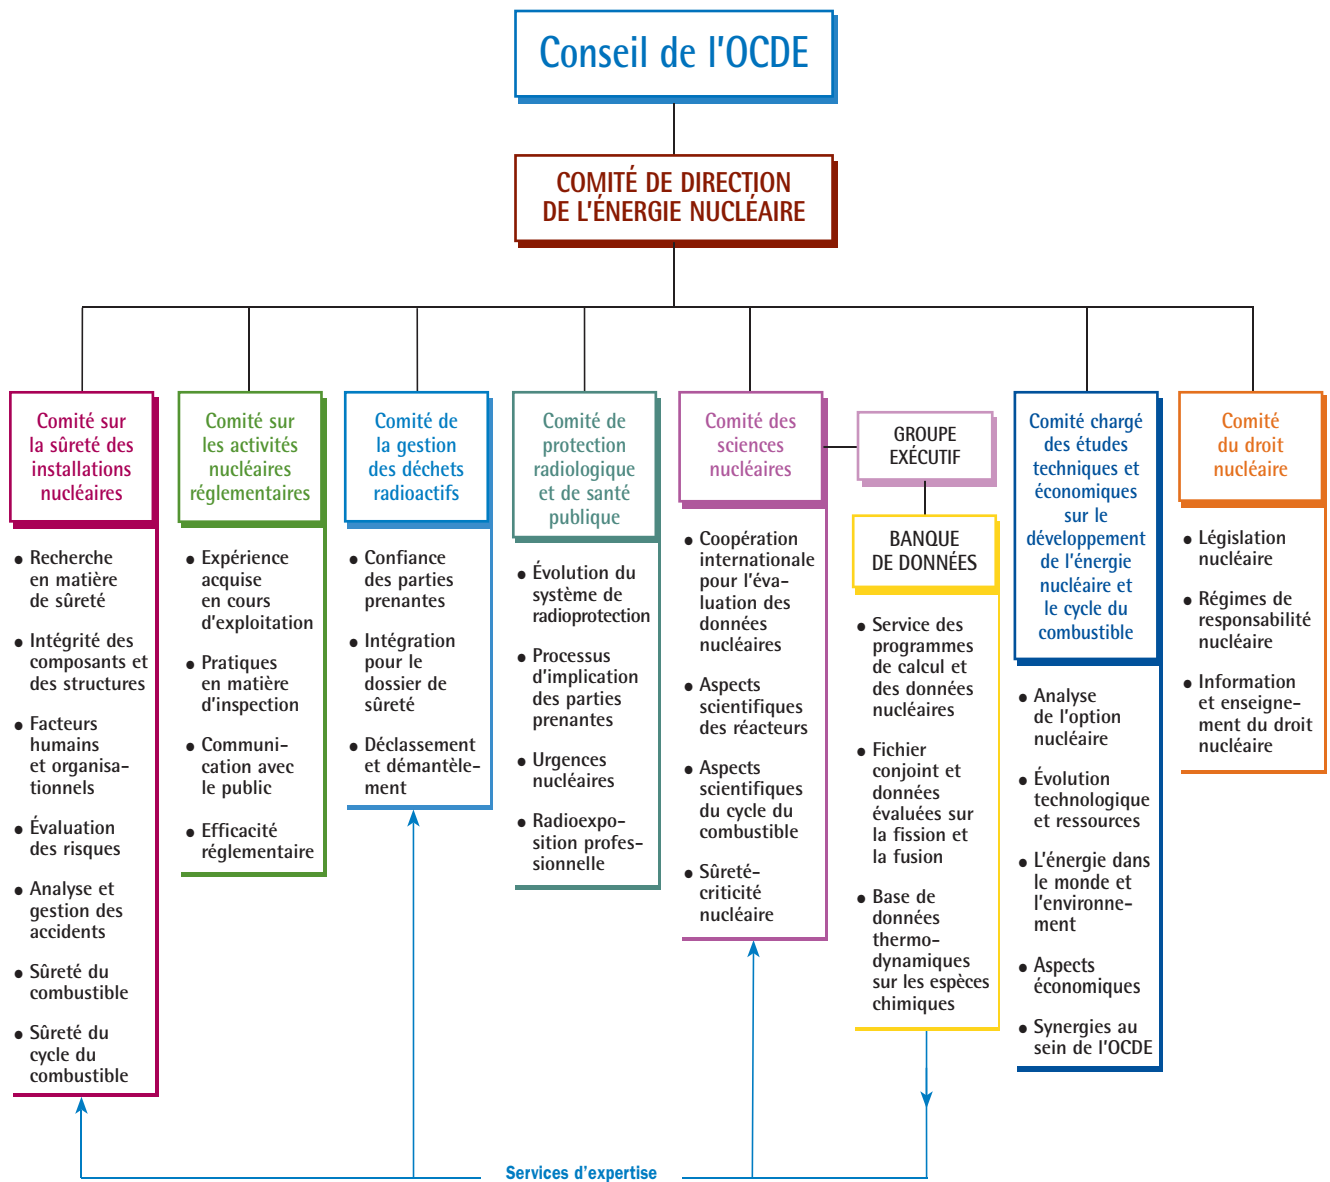 Conseil de l'OCDE
COMITÉ DE DIRECTION
DE L'ÉNERGIE NUCLÉAIRE
Comité sur
la sûreté des
installations
nucléaires
• Recherche
en matière
de sûreté
• Intégrité des
composants et
des structures
• Facteurs
humains
et organisa-
tionnels
• Évaluation
des risques
• Analyse et
gestion des
accidents
• Sûreté du
combustible
• Sûreté du
cycle du
combustible
Comité sur
les activités
nucléaires
réglementaires
• Expérience
acquise
en cours
d'exploitation
• Pratiques
en matière
d'inspection
• Communi-
cation avec
le public
• Efficacité
réglementaire
Comité de
la gestion
des déchets
radioactifs
• Confiance
des parties
prenantes
• Intégration
pour le
dossier de
sûreté
• Déclassement
et démantèle-
ment
Comité de
protection
radiologique
et de santé
publique
• Évolution du
système de
radioprotection
• Processus
d'implication
des parties
prenantes
• Urgences
nucléaires
• Radioexpo-
sition profes-
sionnelle
Comité des
sciences
nucléaires
• Coopération
internationale
pour l'éva-
luation des
données
nucléaires
• Aspects
scientifiques
des réacteurs
• Aspects
scientifiques
du cycle du
combustible
• Sûreté-
criticité
nucléaire
GROUPE
EXÉCUTIF
BANQUE
DE DONNÉES
• Service des
programmes
de calcul et
des données
nucléaires
• Fichier
conjoint et
données
évaluées sur
la fission et
la fusion
• Base de
données
thermo-
dynamiques
sur les espèces
chimiques
Comité chargé
des études
techniques et
économiques
sur le
développement
de l'énergie
nucléaire et
le cycle du
combustible
• Analyse
de l'option
nucléaire
• Évolution
technologique
et ressources
• L'énergie dans
le monde et
l'environne-
ment
• Aspects
économiques
• Synergies au
sein de l'OCDE
Comité
du droit
nucléaire
• Législation
nucléaire
• Régimes de
responsabilité
nucléaire
• Information
et enseigne-
ment du droit
nucléaire
Services d'expertise